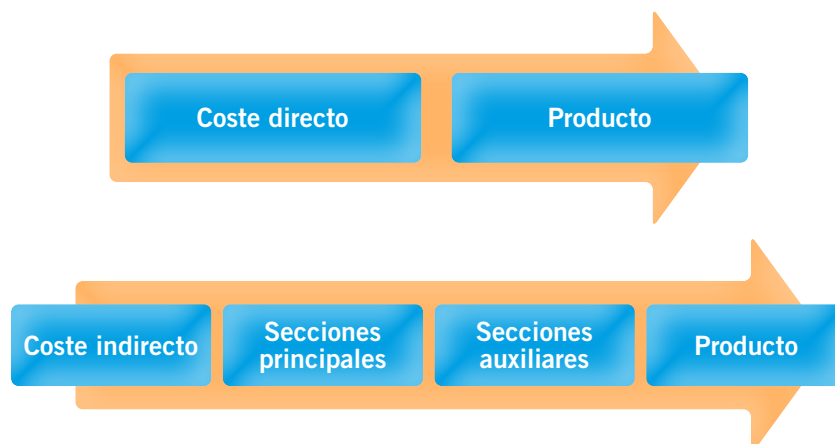 Coste directo
Producto
Coste indirecto
Secciones
principales
Secciones
auxiliares
Producto